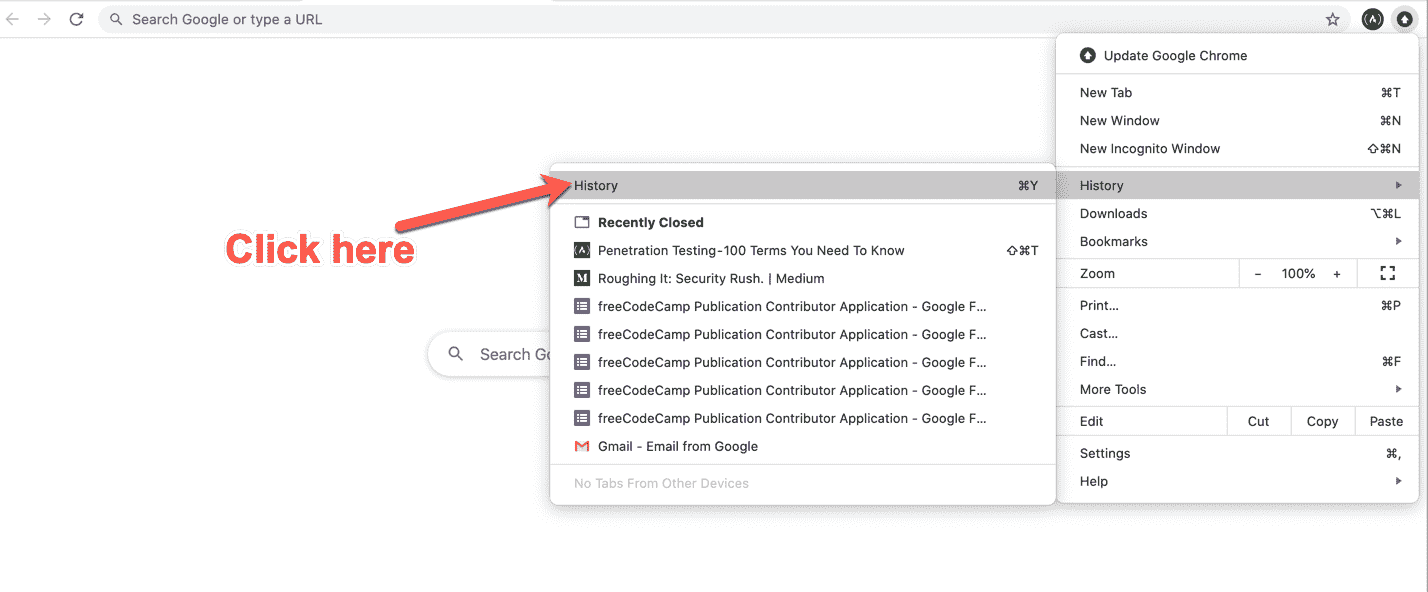 Search Google or type a URL
Update Google Chrome
New Tab ⌘T
New Window ⌘N
New Incognito Window ⇧⌘N
History
Downloads ⌥⌘L
Bookmarks
Zoom - 100% +
Print... ⌘P
Cast...
Find... ⌘F
More Tools
Edit Cut Copy Paste
Settings ⌘,
Help
History ⌘Y
Recently Closed
Penetration Testing-100 Terms You Need To Know ⇧⌘T
Roughing It: Security Rush. | Medium
freeCodeCamp Publication Contributor Application - Google F...
freeCodeCamp Publication Contributor Application - Google F...
freeCodeCamp Publication Contributor Application - Google F...
freeCodeCamp Publication Contributor Application - Google F...
freeCodeCamp Publication Contributor Application - Google F...
Gmail - Email from Google
No Tabs From Other Devices
Click here
Search Go